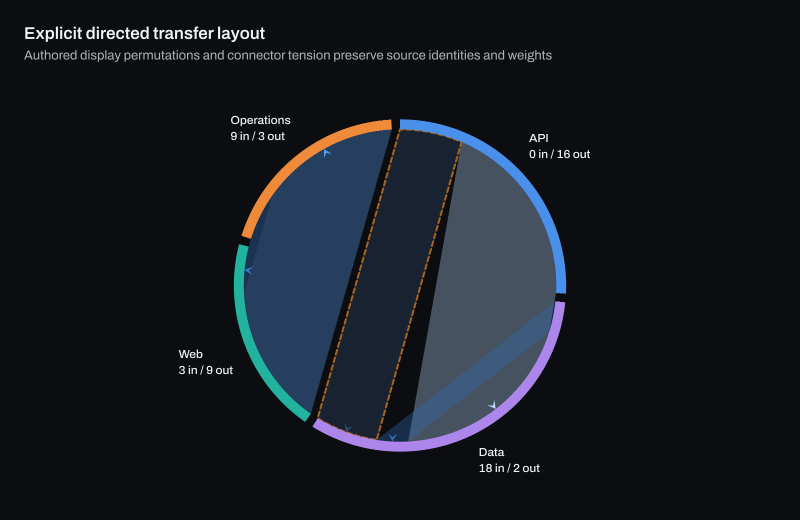 Explicit directed transfer layout
Authored display permutations and connector tension preserve source identities and weights
Operations
9 in / 3 out
API
0 in / 16 out
Web
3 in / 9 out
Data
18 in / 2 out